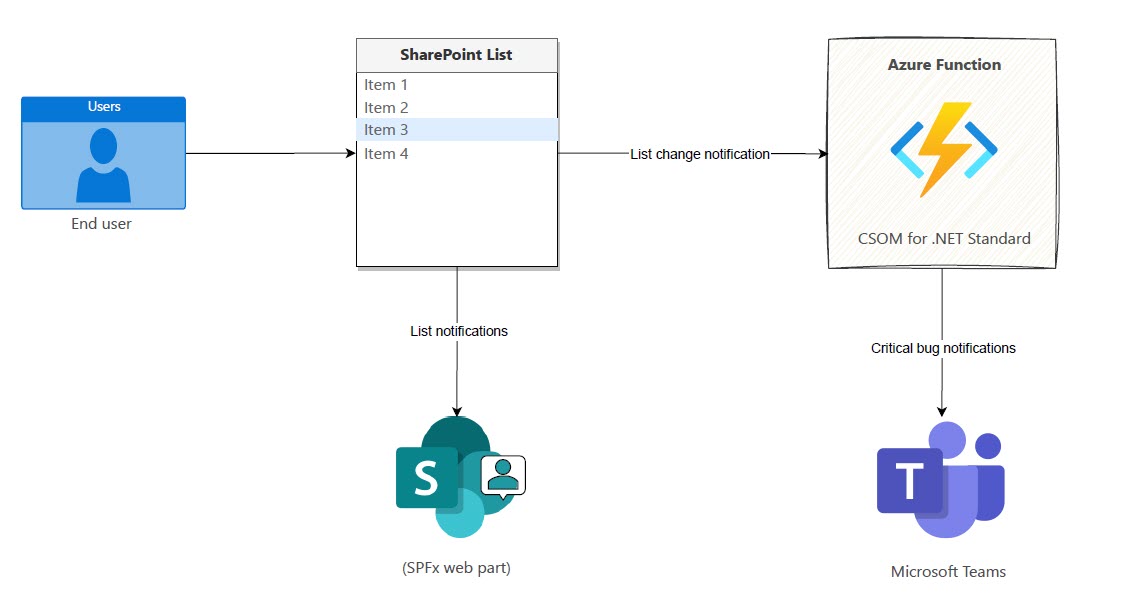 Users
End user
SharePoint List
Item 1
Item 2
Item 3
Item 4
List change notification
Azure Function
CSOM for .NET Standard
List notifications
Critical bug notifications
S
(SPFx web part)
T
Microsoft Teams